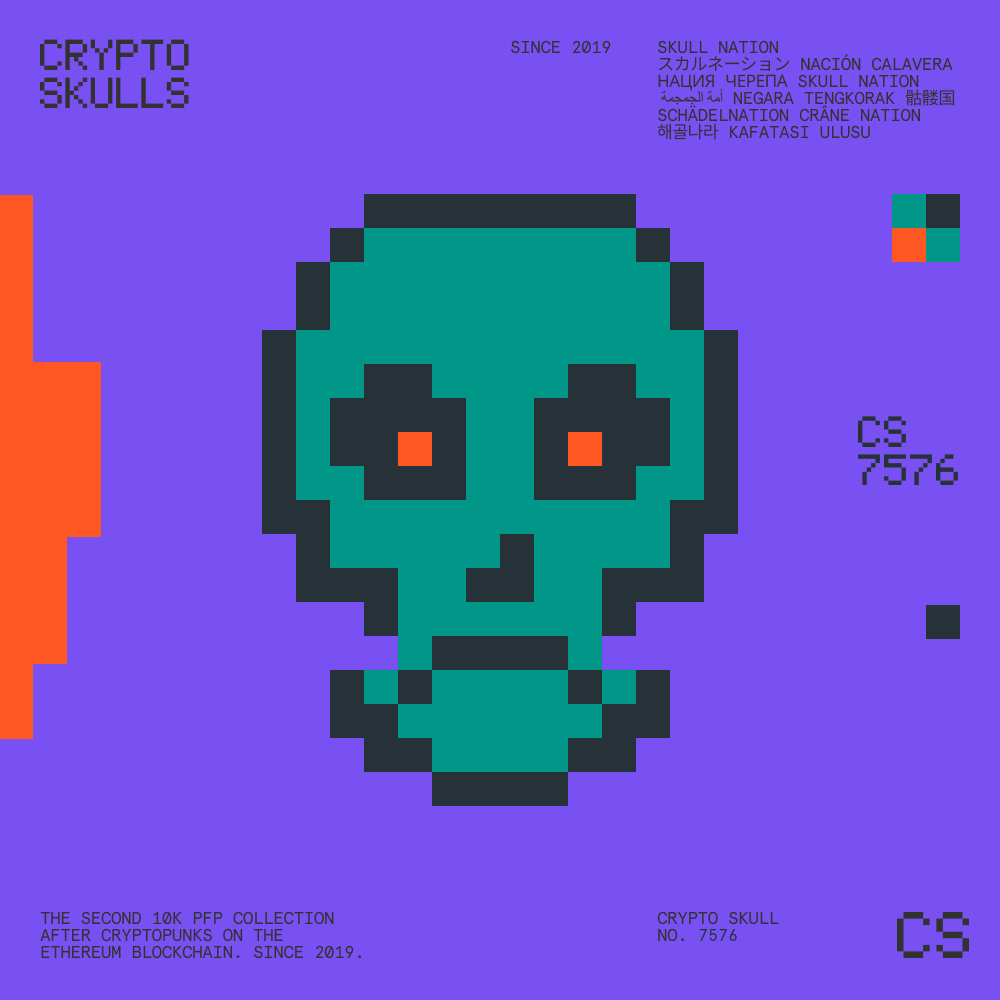 CRYPTO
SKULLS
SINCE 2019
SKULL NATION
スカルネーション NACIÓN CALAVERA
НАЦИЯ ЧЕРЕПА SKULL NATION
أمة الجمجمة NEGARA TENGKORAK 骷髅国
SCHÄDELNATION CRÂNE NATION
해골나라 KAFATASI ULUSU
CS
7576
THE SECOND 10K PFP COLLECTION
AFTER CRYPTOPUNKS ON THE
ETHEREUM BLOCKCHAIN. SINCE 2019.
CRYPTO SKULL
NO. 7576
CS